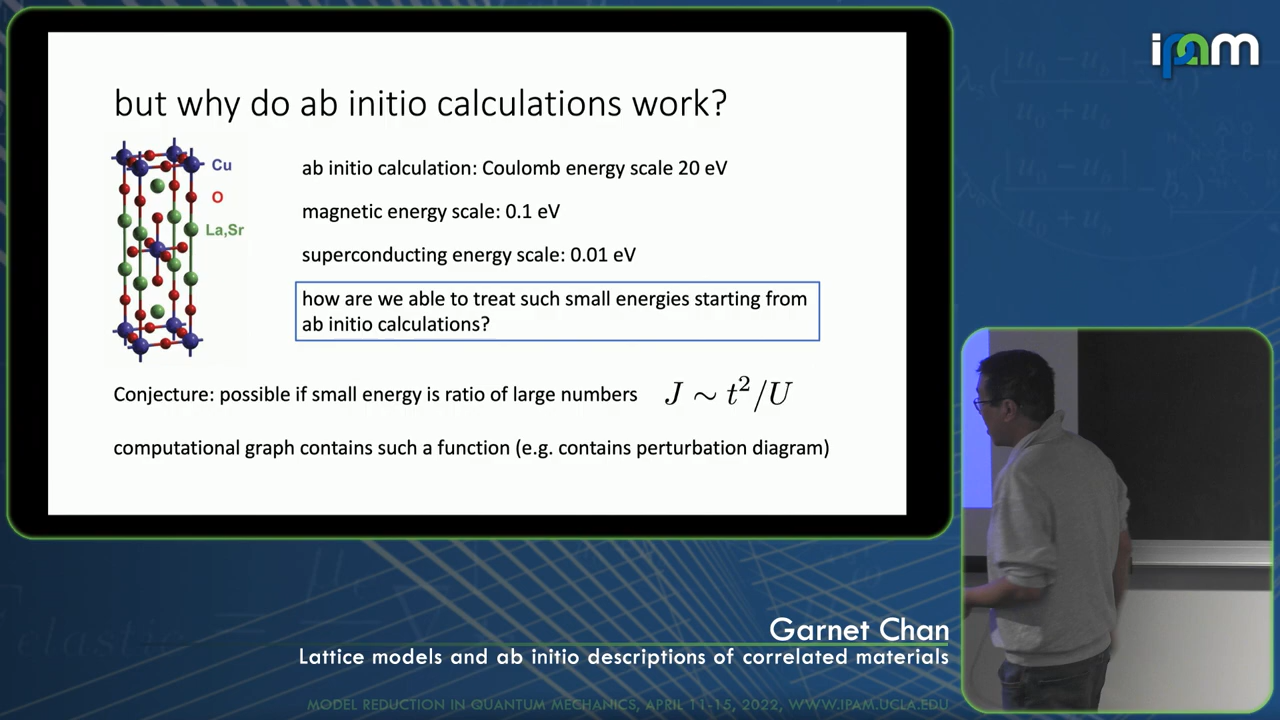 ipam
but why do ab initio calculations work?
Cu
O
La,Sr
ab initio calculation: Coulomb energy scale 20 eV
magnetic energy scale: 0.1 eV
superconducting energy scale: 0.01 eV
how are we able to treat such small energies starting from
ab initio calculations?
Conjecture: possible if small energy is ratio of large numbers J ∼ t²/U
computational graph contains such a function (e.g. contains perturbation diagram)
Garnet Chan
Lattice models and ab initio descriptions of correlated materials
MODEL REDUCTION IN QUANTUM MECHANICS, APRIL 11-15, 2022, WWW.IPAM.UCLA.EDU